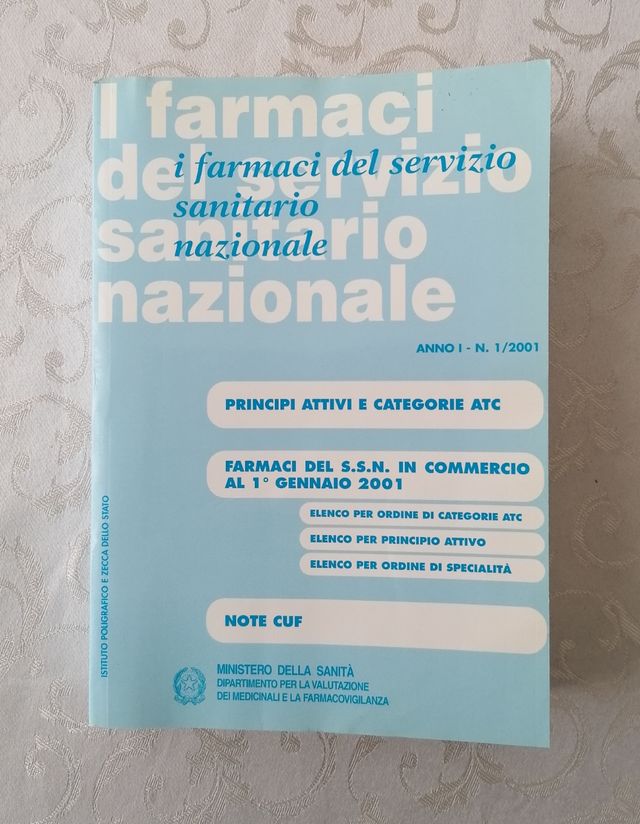 I farmaci
del servizio
sanitario
nazionale
i farmaci del servizio
sanitario
nazionale
ANNO I - N. 1/2001
PRINCIPI ATTIVI E CATEGORIE ATC
FARMACI DEL S.S.N. IN COMMERCIO
AL 1° GENNAIO 2001
ELENCO PER ORDINE DI CATEGORIE ATC
ELENCO PER PRINCIPIO ATTIVO
ELENCO PER ORDINE DI SPECIALITÀ
NOTE CUF
ISTITUTO POLIGRAFICO E ZECCA DELLO STATO
MINISTERO DELLA SANITÀ
DIPARTIMENTO PER LA VALUTAZIONE
DEI MEDICINALI E LA FARMACOVIGILANZA